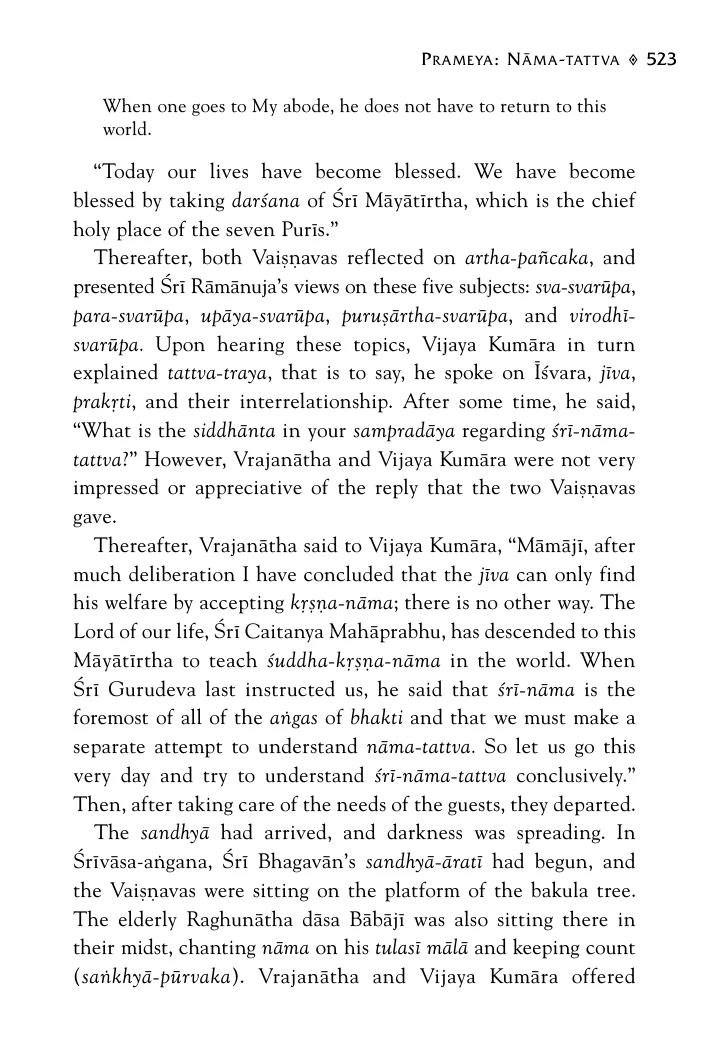 PRAMEYA: NĀMA-TATTVA ◊ 523
When one goes to My abode, he does not have to return to this
world.
“Today our lives have become blessed. We have become
blessed by taking darśana of Śrī Māyātīrtha, which is the chief
holy place of the seven Purīs.”
Thereafter, both Vaiṣṇavas reflected on artha-pañcaka, and
presented Śrī Rāmānuja’s views on these five subjects: sva-svarūpa,
para-svarūpa, upāya-svarūpa, puruṣārtha-svarūpa, and virodhī-
svarūpa. Upon hearing these topics, Vijaya Kumāra in turn
explained tattva-traya, that is to say, he spoke on Īśvara, jīva,
prakṛti, and their interrelationship. After some time, he said,
“What is the siddhānta in your sampradāya regarding śrī-nāma-
tattva?” However, Vrajanātha and Vijaya Kumāra were not very
impressed or appreciative of the reply that the two Vaiṣṇavas
gave.
Thereafter, Vrajanātha said to Vijaya Kumāra, “Māmājī, after
much deliberation I have concluded that the jīva can only find
his welfare by accepting kṛṣṇa-nāma; there is no other way. The
Lord of our life, Śrī Caitanya Mahāprabhu, has descended to this
Māyātīrtha to teach śuddha-kṛṣṇa-nāma in the world. When
Śrī Gurudeva last instructed us, he said that śrī-nāma is the
foremost of all of the aṅgas of bhakti and that we must make a
separate attempt to understand nāma-tattva. So let us go this
very day and try to understand śrī-nāma-tattva conclusively.”
Then, after taking care of the needs of the guests, they departed.
The sandhyā had arrived, and darkness was spreading. In
Śrīvāsa-aṅgana, Śrī Bhagavān’s sandhyā-āratī had begun, and
the Vaiṣṇavas were sitting on the platform of the bakula tree.
The elderly Raghunātha dāsa Bābājī was also sitting there in
their midst, chanting nāma on his tulasī mālā and keeping count
(saṅkhyā-pūrvaka). Vrajanātha and Vijaya Kumāra offered